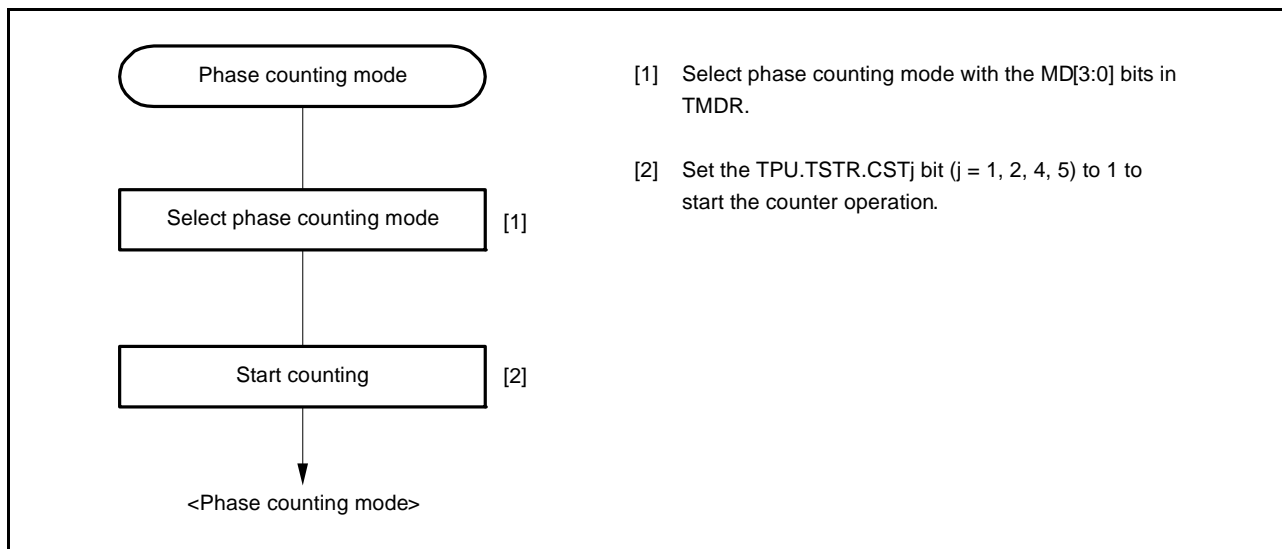 Phase counting mode
[1] Select phase counting mode with the MD[3:0] bits in
TMDR.
[2] Set the TPU.TSTR.CSTj bit (j = 1, 2, 4, 5) to 1 to
start the counter operation.
Select phase counting mode [1]
Start counting [2]
<Phase counting mode>